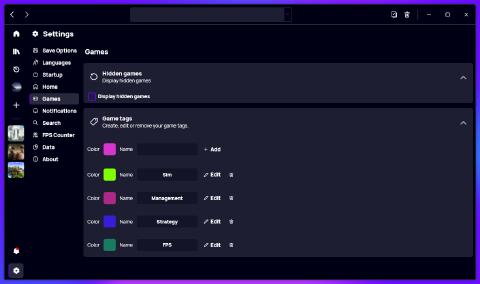 Settings
Save Options
Languages
Startup
Home
Games
Notifications
Search
FPS Counter
Data
About
Games
Hidden games
Display hidden games
Display hidden games
Game tags
Create, edit or remove your game tags.
Color Name + Add
Color Name Sim Edit
Color Name Management Edit
Color Name Strategy Edit
Color Name FPS Edit